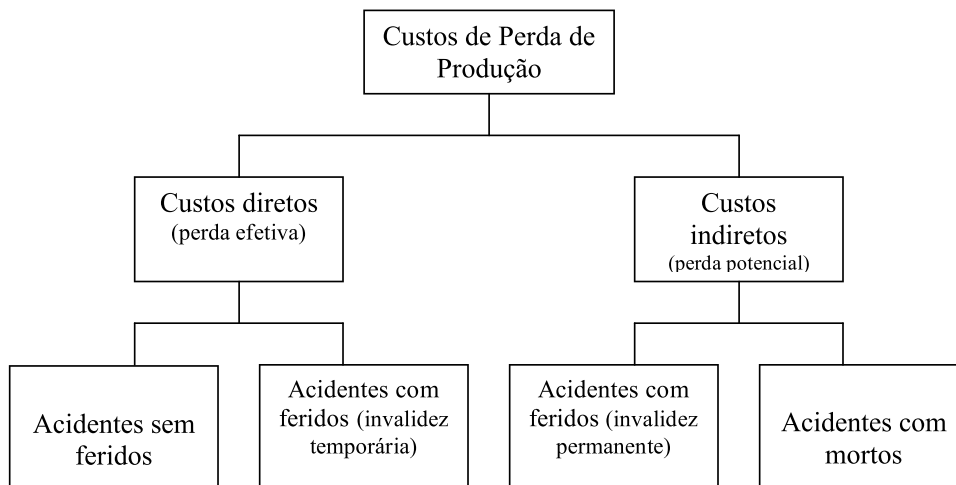 Custos de Perda de
Produção
Custos diretos
(perda efetiva)
Custos
indiretos
(perda potencial)
Acidentes sem
feridos
Acidentes com
feridos (invalidez
temporária)
Acidentes com
feridos (invalidez
permanente)
Acidentes com
mortos